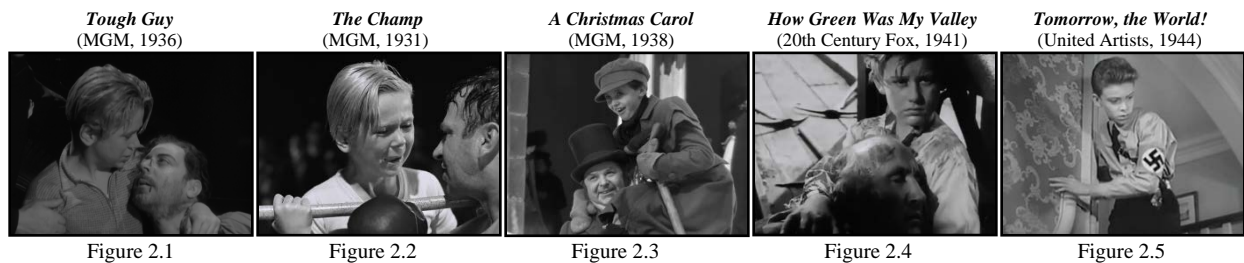 Tough Guy
(MGM, 1936)
The Champ
(MGM, 1931)
A Christmas Carol
(MGM, 1938)
How Green Was My Valley
(20th Century Fox, 1941)
Tomorrow, the World!
(United Artists, 1944)
Figure 2.1
Figure 2.2
Figure 2.3
Figure 2.4
Figure 2.5